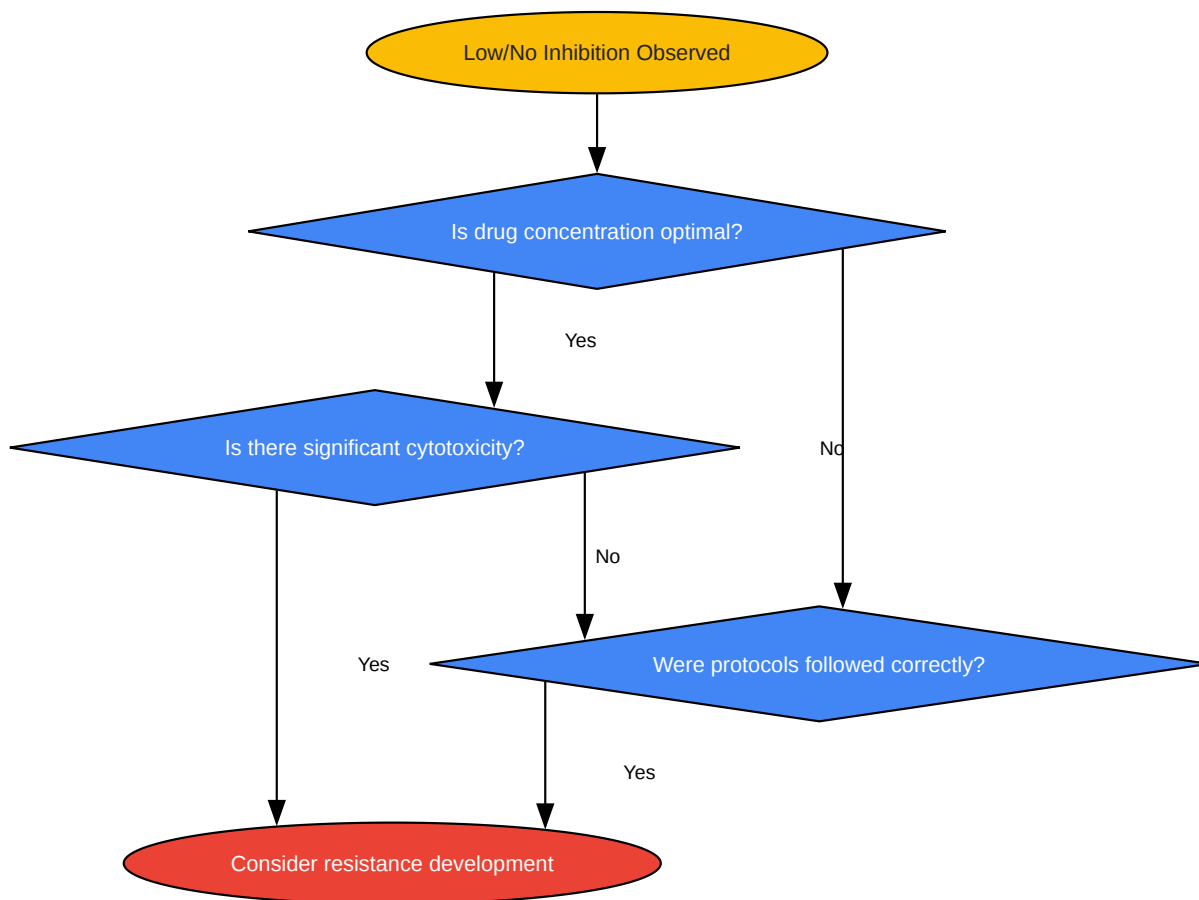 Low/No Inhibition Observed
Is drug concentration optimal?
Yes
Is there significant cytotoxicity?
No
No
Yes
Were protocols followed correctly?
Yes
Consider resistance development